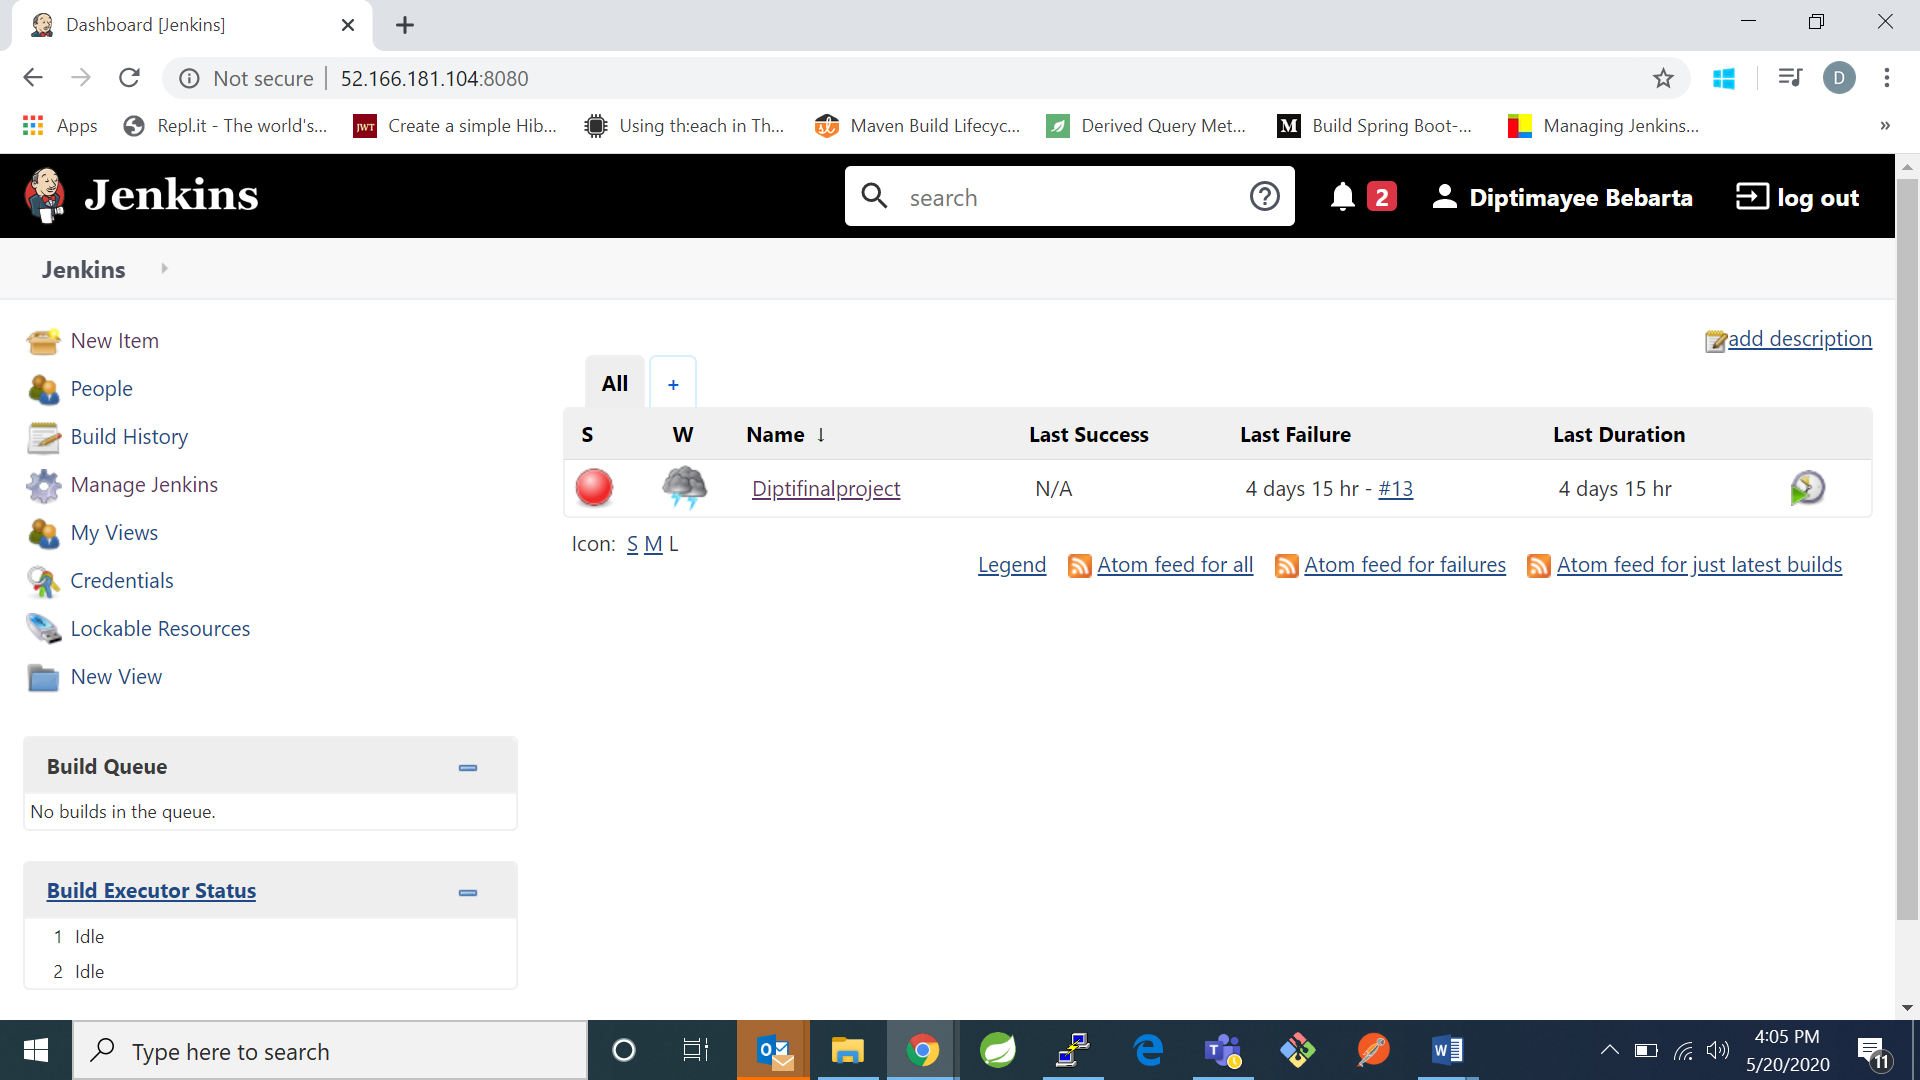 Dashboard [Jenkins]
Not secure | 52.166.181.104:8080
D
Apps
Repl.it - The world's...
JWT
Create a simple Hib...
Using th:each in Th...
Maven Build Lifecyc...
Derived Query Met...
M
Build Spring Boot-...
Managing Jenkins...
»
Jenkins
search
2
Diptimayee Bebarta
log out
Jenkins
New Item
People
Build History
Manage Jenkins
My Views
Credentials
Lockable Resources
New View
Build Queue
No builds in the queue.
Build Executor Status
1 Idle
2 Idle
add description
All
+
S W Name ↓ Last Success Last Failure Last Duration
Diptifinalproject N/A 4 days 15 hr - #13 4 days 15 hr
Icon: S M L
Legend Atom feed for all Atom feed for failures Atom feed for just latest builds
Type here to search
4:05 PM
5/20/2020
11